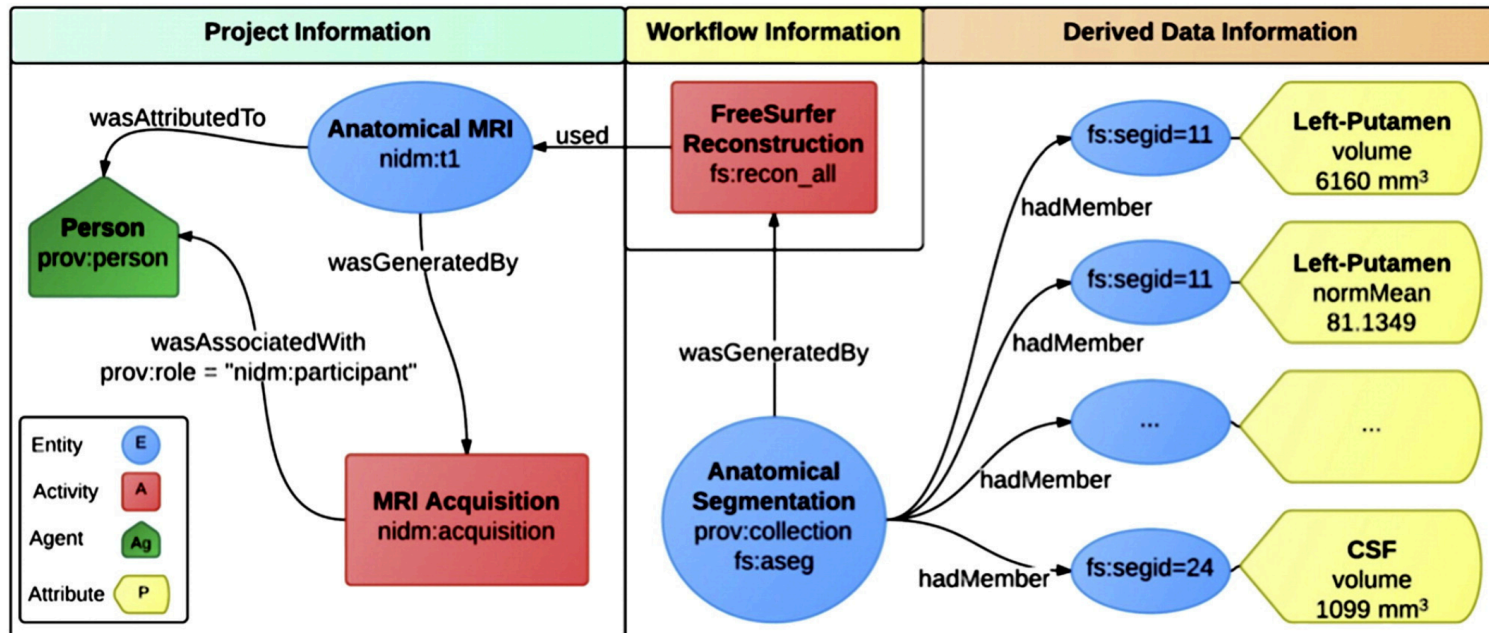 Project Information
Workflow Information
Derived Data Information
wasAttributedTo
Anatomical MRI
nidm:t1
used
FreeSurfer
Reconstruction
fs:recon_all
Person
prov:person
wasGeneratedBy
wasAssociatedWith
prov:role = "nidm:participant"
MRI Acquisition
nidm:acquisition
Entity
E
Activity
A
Agent
Ag
Attribute
P
wasGeneratedBy
Anatomical
Segmentation
prov:collection
fs:aseg
hadMember
hadMember
hadMember
hadMember
fs:segid=11
Left-Putamen
volume
6160 mm³
fs:segid=11
Left-Putamen
normMean
81.1349
...
...
fs:segid=24
CSF
volume
1099 mm³